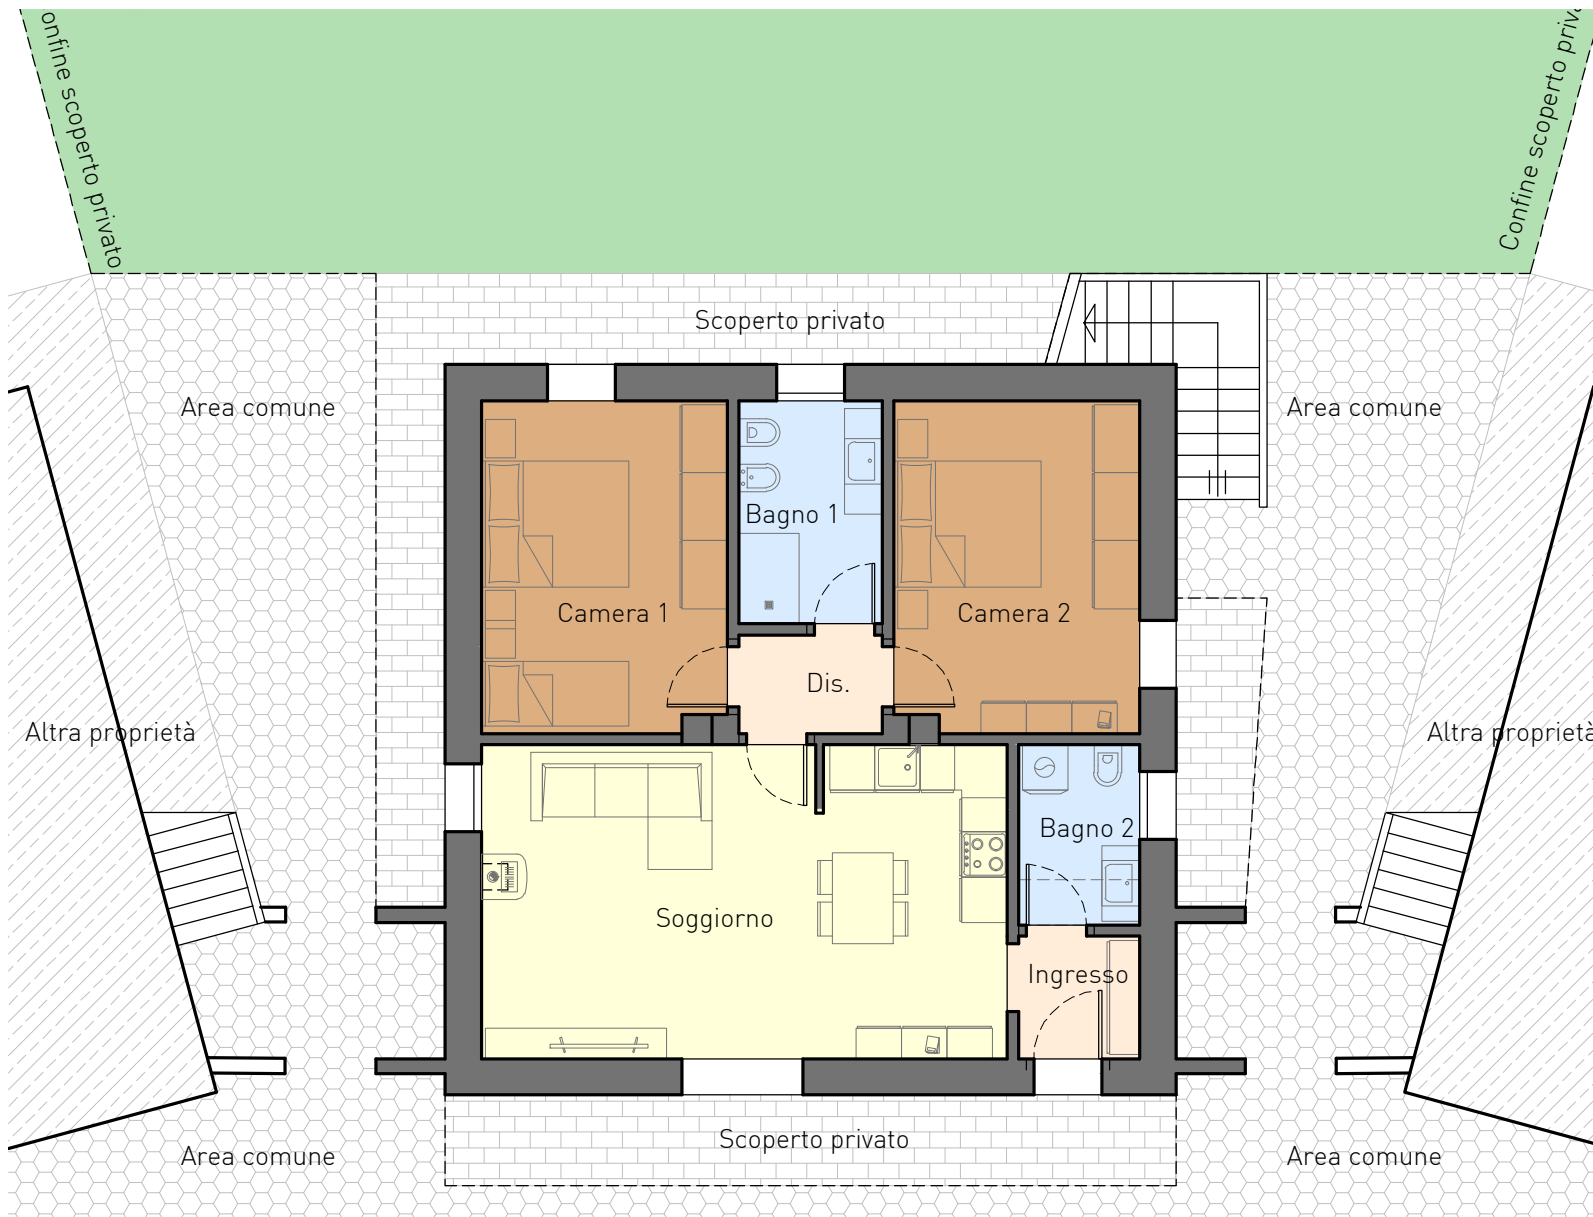 onfine scoperto privato
Confine scoperto priva
Scoperto privato
Area comune
Area comune
Bagno 1
Camera 1
Camera 2
Dis.
Altra proprietà
Altra proprietà
Bagno 2
Soggiorno
Ingresso
Scoperto privato
Area comune
Area comune